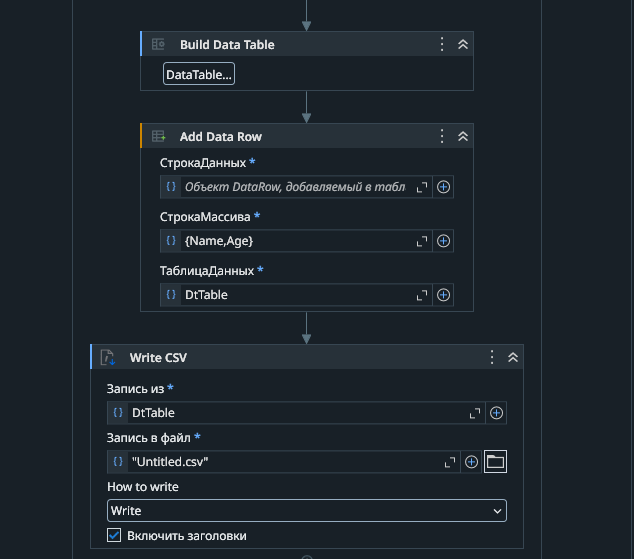 Build Data Table
DataTable...
Add Data Row
СтрокаДанных *
{ } Объект DataRow, добавляемый в табл
СтрокаМассива *
{ } {Name,Age}
ТаблицаДанных *
{ } DtTable
Write CSV
Запись из *
{ } DtTable
Запись в файл *
{ } "Untitled.csv"
How to write
Write
Включить заголовки